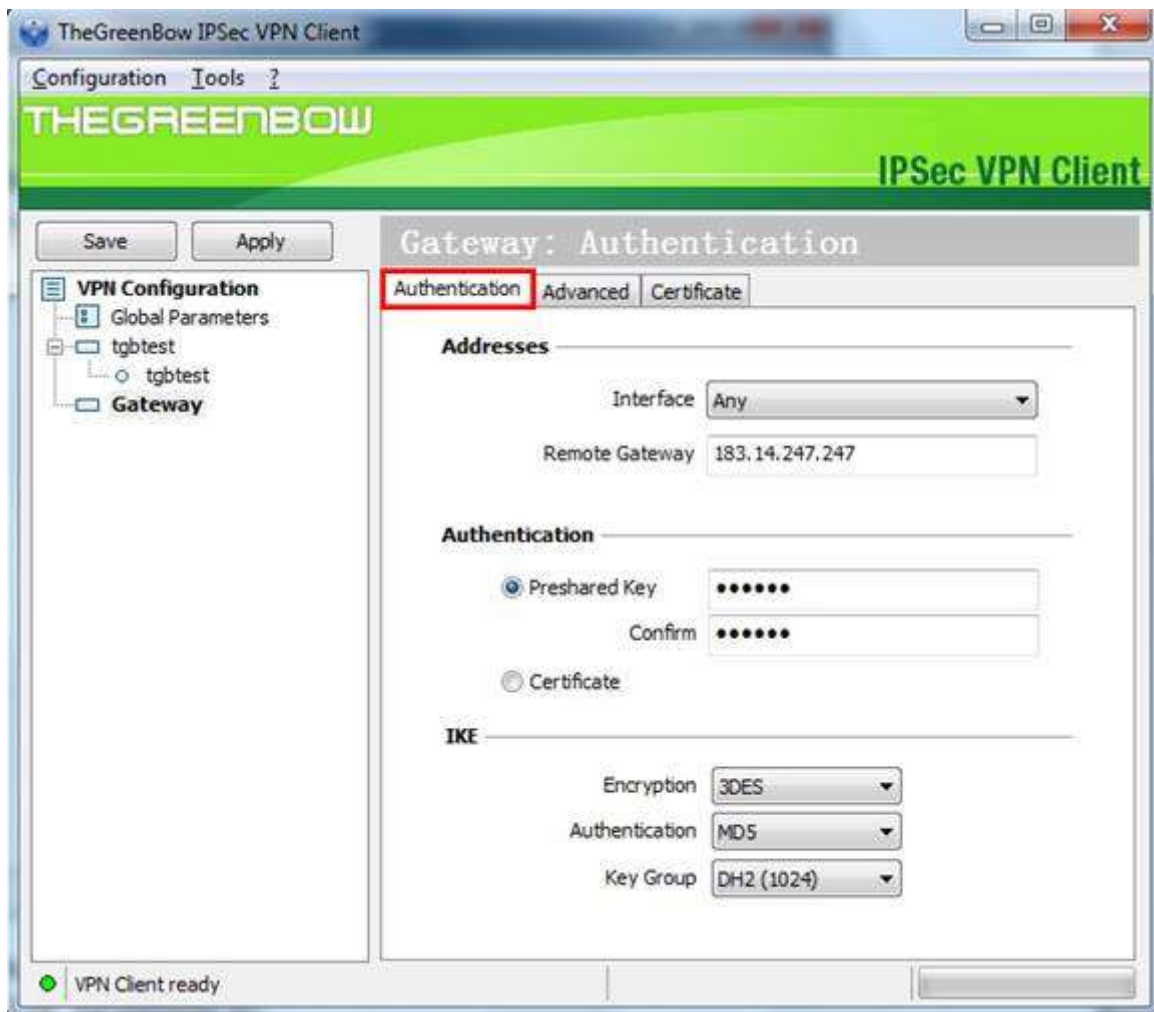 TheGreenBow IPSec VPN Client
Configuration Tools ?
THEGREENBOW
IPSec VPN Client
Save Apply
Gateway: Authentication
VPN Configuration
Global Parameters
tgbtest
tgbtest
Gateway
Authentication Advanced Certificate
Addresses
Interface Any
Remote Gateway 183.14.247.247
Authentication
Preshared Key ●●●●●●
Confirm ●●●●●●
Certificate
IKE
Encryption 3DES
Authentication MD5
Key Group DH2 (1024)
VPN Client ready